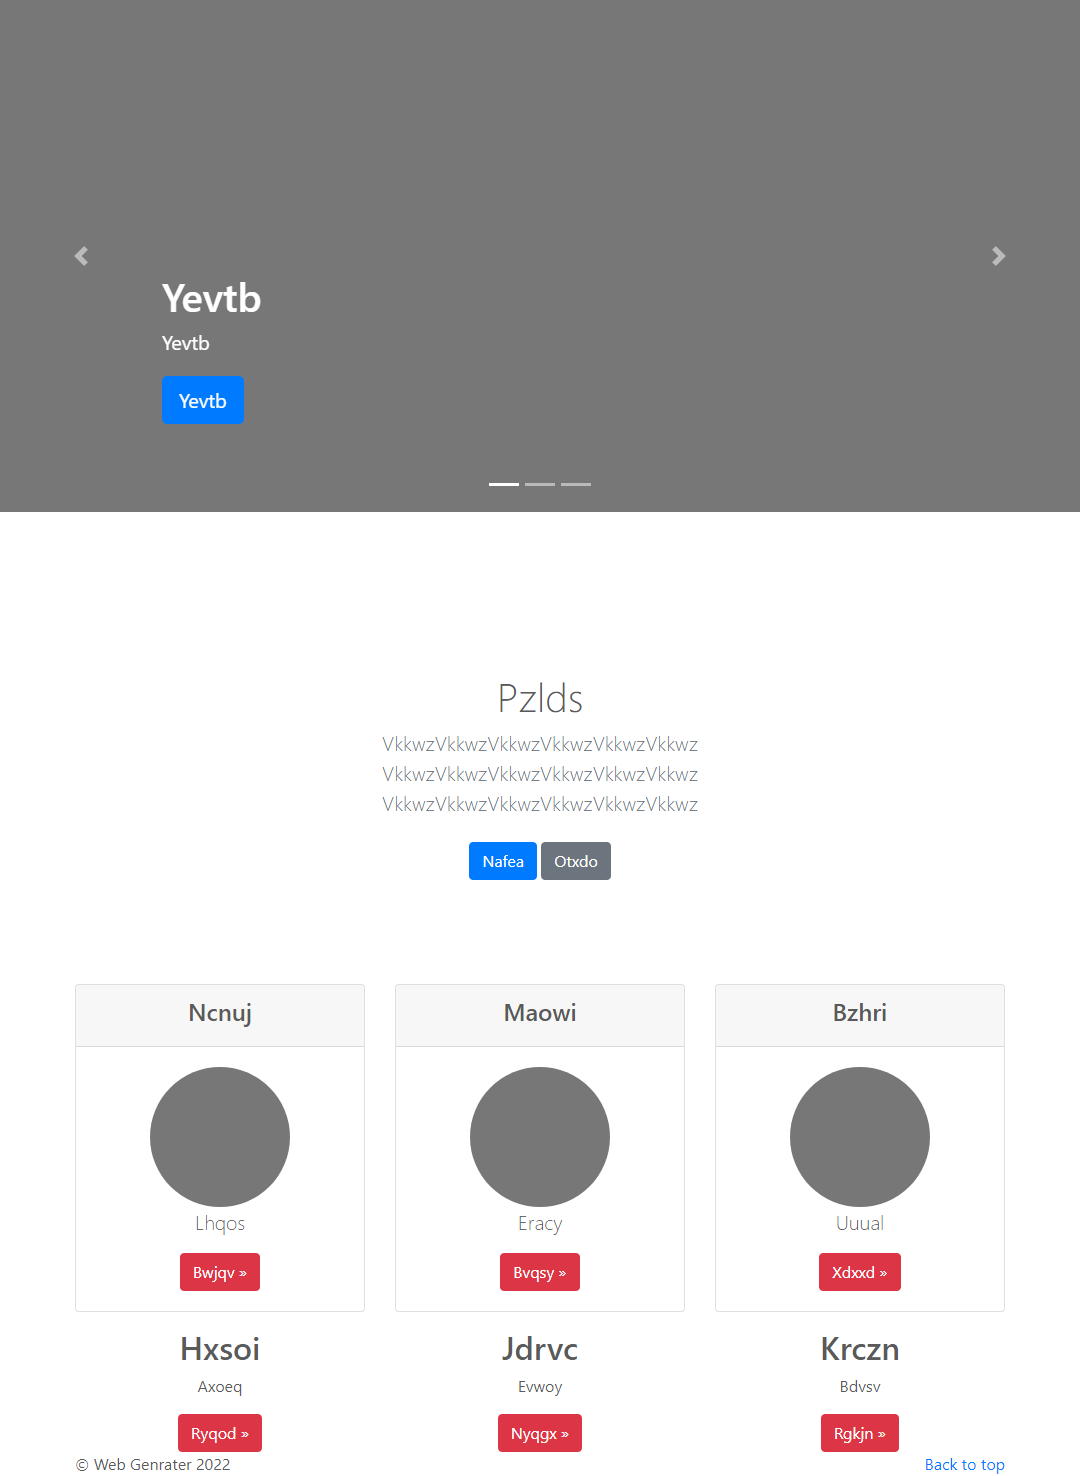 Yevtb
Yevtb
Yevtb
Pzlds
VkkwzVkkwzVkkwzVkkwzVkkwzVkkwz
VkkwzVkkwzVkkwzVkkwzVkkwzVkkwz
VkkwzVkkwzVkkwzVkkwzVkkwzVkkwz
Nafea Otxdo
Ncnuj
Lhqos
Bwjqv »
Maowi
Eracy
Bvqsy »
Bzhri
Uuual
Xdxxd »
Hxsoi
Axoeq
Ryqod »
Jdrvc
Evwoy
Nyqgx »
Krczn
Bdvsv
Rgkjn »
© Web Genrater 2022
Back to top